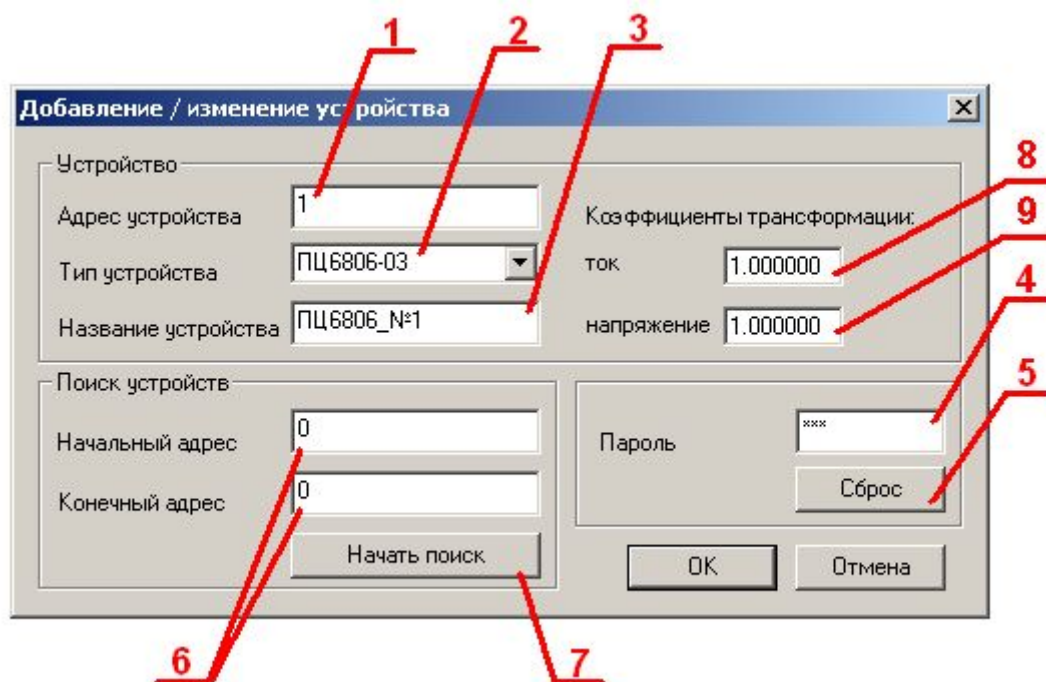 1 2 3
Добавление / изменение устройства
Устройство
8
Адрес устройства 1 Коэффициенты трансформации:
9
Тип устройства ПЦ6806-03 ток 1.000000
4
Название устройства ПЦ6806_№1 напряжение 1.000000
Поиск устройств
5
Начальный адрес 0 Пароль ***
Конечный адрес 0 Сброс
Начать поиск OK Отмена
6 7